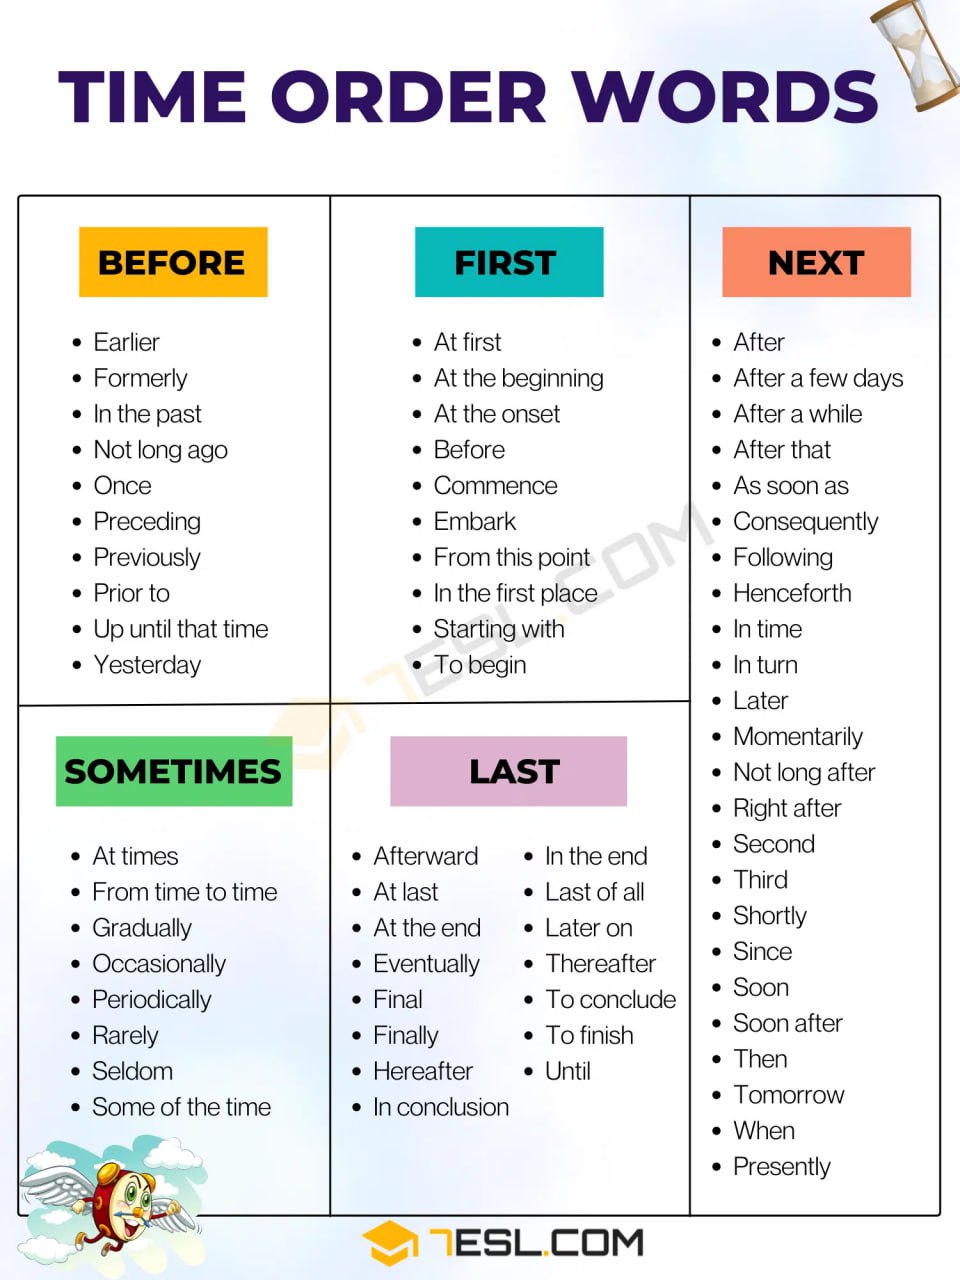 TIME ORDER WORDS
BEFORE
Earlier
Formerly
In the past
Not long ago
Once
Preceding
Previously
Prior to
Up until that time
Yesterday
FIRST
At first
At the beginning
At the onset
Before
Commence
Embark
From this point
In the first place
Starting with
To begin
NEXT
After
After a few days
After a while
After that
As soon as
Consequently
Following
Henceforth
In time
In turn
Later
Momentarily
Not long after
Right after
Second
Third
Shortly
Since
Soon
Soon after
Then
Tomorrow
When
Presently
SOMETIMES
At times
From time to time
Gradually
Occasionally
Periodically
Rarely
Seldom
Some of the time
LAST
Afterward
At last
At the end
Eventually
Final
Finally
Hereafter
In conclusion
In the end
Last of all
Later on
Thereafter
To conclude
To finish
Until
7ESL.COM
7ESL.COM